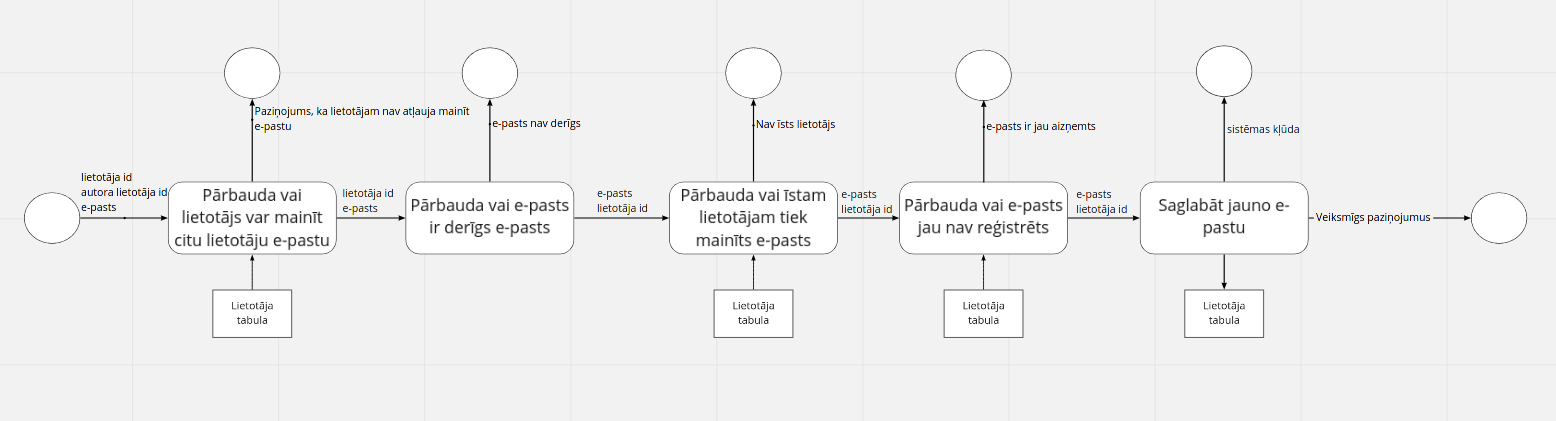 Paziņojums, ka lietotājam nav atļauja mainīt
e-pastu
e-pasts nav derīgs
Nav īsts lietotājs
e-pasts ir jau aizņemts
sistēmas kļūda
lietotāja id
autora lietotāja id
e-pasts
Pārbauda vai
lietotājs var mainīt
citu lietotāju e-pastu
lietotāja id
e-pasts
Pārbauda vai e-pasts
ir derīgs e-pasts
e-pasts
lietotāja id
Pārbauda vai īstam
lietotājam tiek
mainīts e-pasts
e-pasts
lietotāja id
Pārbauda vai e-pasts
jau nav reģistrēts
e-pasts
lietotāja id
Saglabāt jauno e-
pastu
Veiksmīgs paziņojumus
Lietotāja
tabula
Lietotāja
tabula
Lietotāja
tabula
Lietotāja
tabula